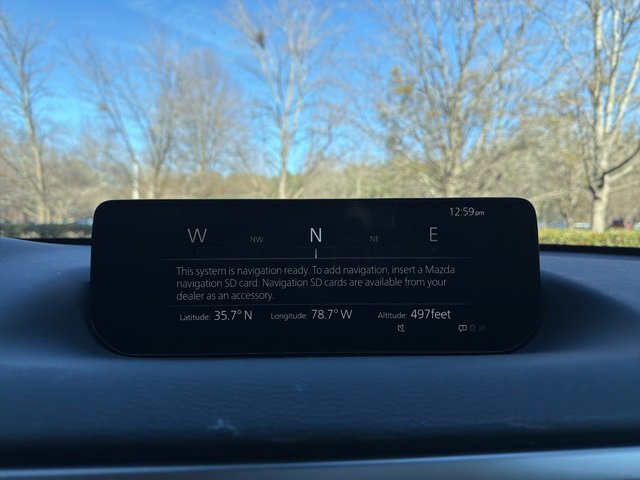 12:59pm
W NW N NE E
This system is navigation ready. To add navigation, insert a Mazda
navigation SD card. Navigation SD cards are available from your
dealer as an accessory.
Latitude: 35.7° N Longitude: 78.7° W Altitude: 497feet